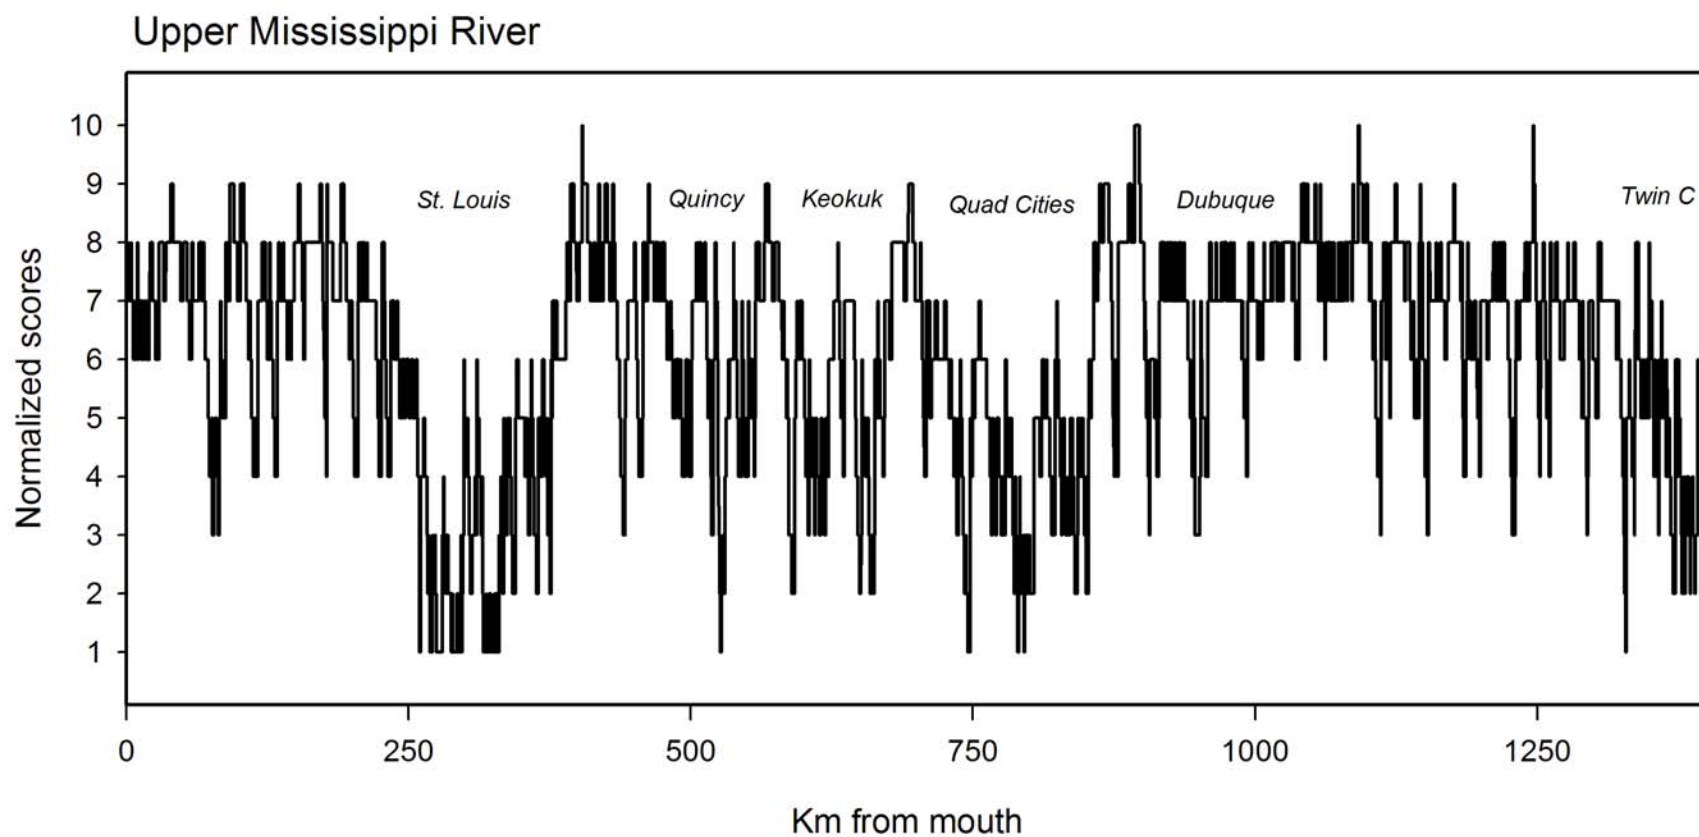 Upper Mississippi River
Normalized scores
10
9
8
7
6
5
4
3
2
1
St. Louis
Quincy
Keokuk
Quad Cities
Dubuque
Twin C
0
250
500
750
1000
1250
Km from mouth